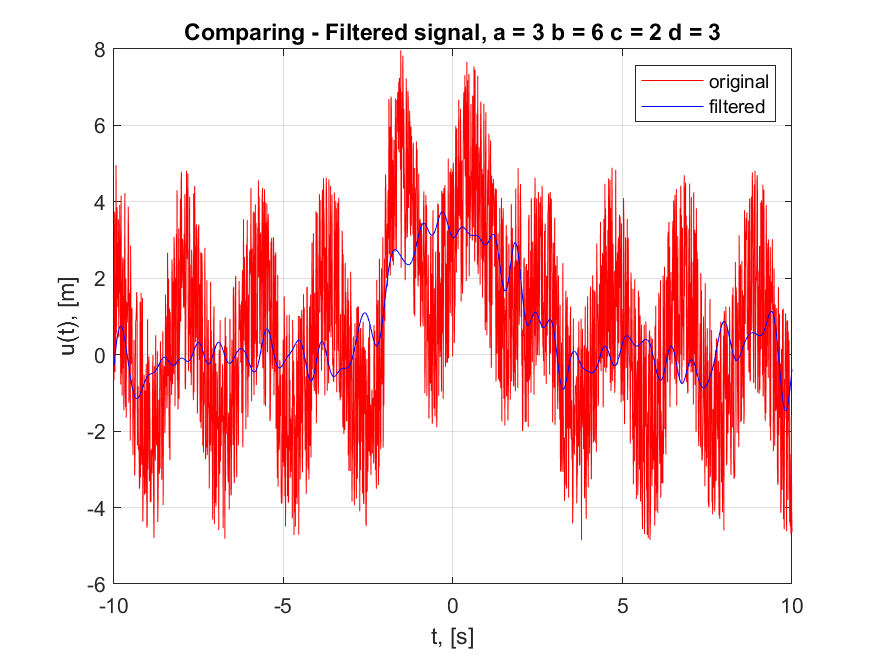 Comparing - Filtered signal, a = 3 b = 6 c = 2 d = 3
8
6
4
2
0
-2
-4
-6
u(t), [m]
original
filtered
-10
-5
0
5
10
t, [s]